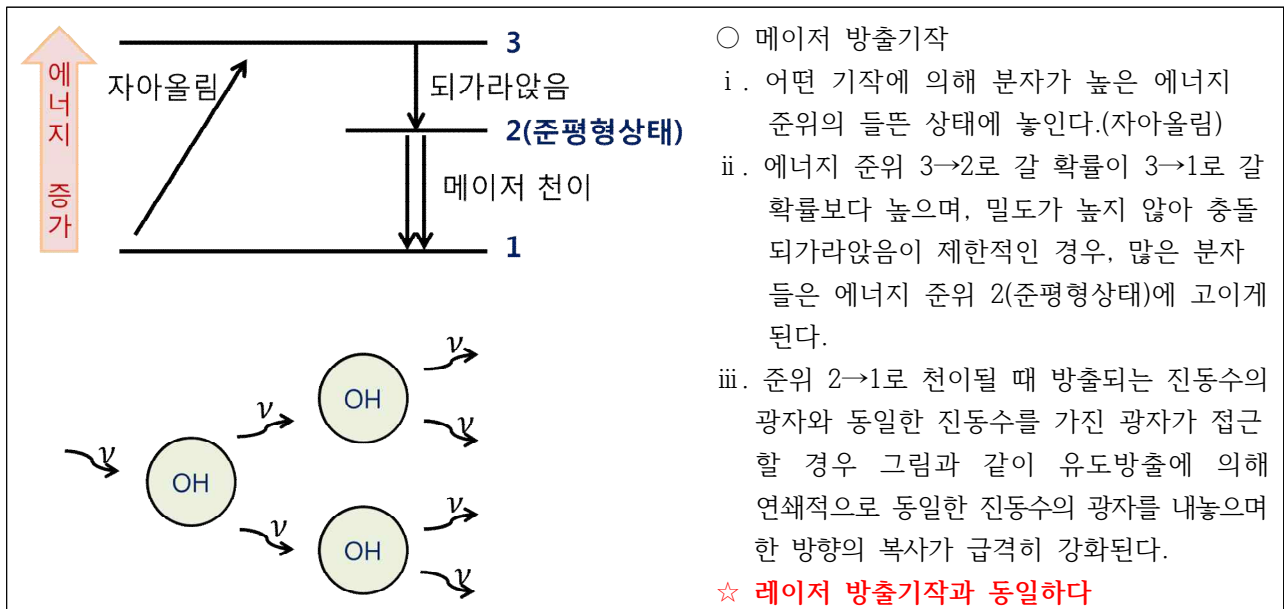 에너지 증가
3
자아올림
되가라앉음
2(준평형상태)
메이저 천이
1
ν
OH
ν
ν
OH
ν
ν
OH
ν
ν
○ 메이저 방출기작
ⅰ. 어떤 기작에 의해 분자가 높은 에너지
준위의 들뜬 상태에 놓인다.(자아올림)
ⅱ. 에너지 준위 3→2로 갈 확률이 3→1로 갈
확률보다 높으며, 밀도가 높지 않아 충돌
되가라앉음이 제한적인 경우, 많은 분자
들은 에너지 준위 2(준평형상태)에 고이게
된다.
ⅲ. 준위 2→1로 천이될 때 방출되는 진동수의
광자와 동일한 진동수를 가진 광자가 접근
할 경우 그림과 같이 유도방출에 의해
연쇄적으로 동일한 진동수의 광자를 내놓으며
한 방향의 복사가 급격히 강화된다.
☆ 레이저 방출기작과 동일하다